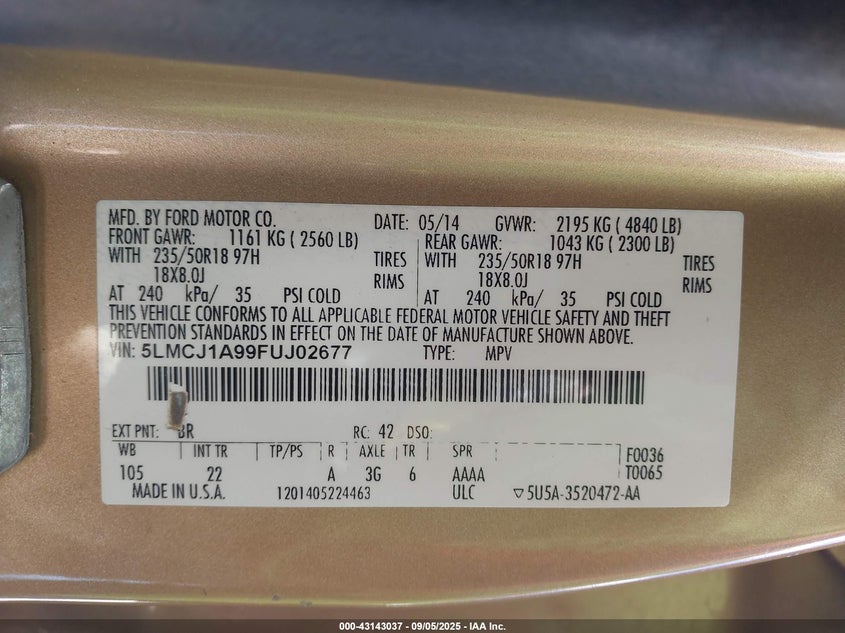 MFD. BY FORD MOTOR CO. DATE: 05/14 GVWR: 2195 KG ( 4840 LB)
FRONT GAWR: 1161 KG ( 2560 LB) REAR GAWR: 1043 KG ( 2300 LB)
WITH 235/50R18 97H TIRES WITH 235/50R18 97H TIRES
18X8.0J RIMS 18X8.0J RIMS
AT 240 kPa/ 35 PSI COLD AT 240 kPa/ 35 PSI COLD
THIS VEHICLE CONFORMS TO ALL APPLICABLE FEDERAL MOTOR VEHICLE SAFETY AND THEFT
PREVENTION STANDARDS IN EFFECT ON THE DATE OF MANUFACTURE SHOWN ABOVE.
VIN: 5LMCJ1A99FUJ02677 TYPE: MPV
EXT PNT: BR RC: 42 DSO:
WB INT TR TP/PS R AXLE TR SPR F0036
105 22 A 3G 6 AAAA T0065
MADE IN U.S.A. 1201405224463 ULC ▽5U5A-3520472-AA
000-43143037 - 09/05/2025 - IAA Inc.